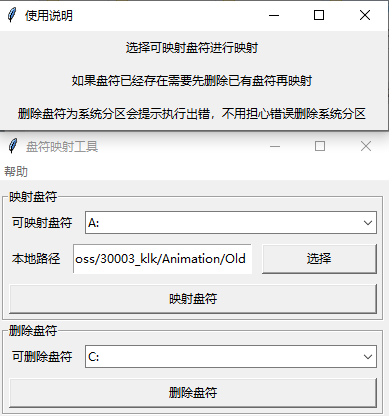 使用说明
选择可映射盘符进行映射
如果盘符已经存在需要先删除已有盘符再映射
删除盘符为系统分区会提示执行出错，不用担心错误删除系统分区
盘符映射工具
帮助
映射盘符
可映射盘符 A:
本地路径 oss/30003_klk/Animation/Old 选择
映射盘符
删除盘符
可删除盘符 C:
删除盘符